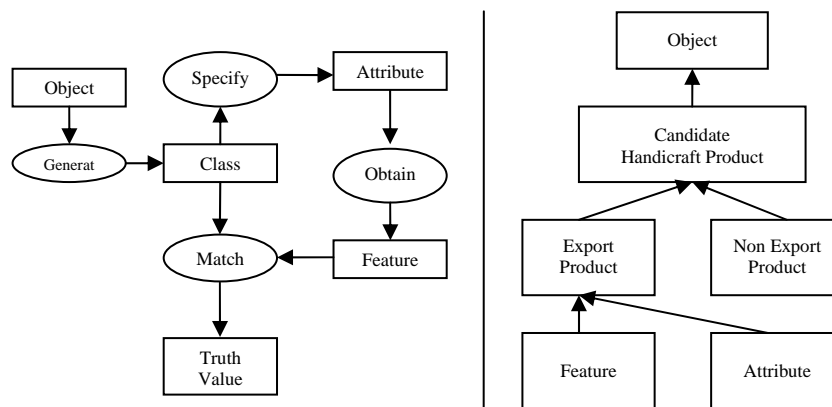 Object
Generat
Specify
Class
Match
Truth
Value
Attribute
Obtain
Feature
Object
Candidate
Handicraft Product
Export
Product
Non Export
Product
Feature
Attribute